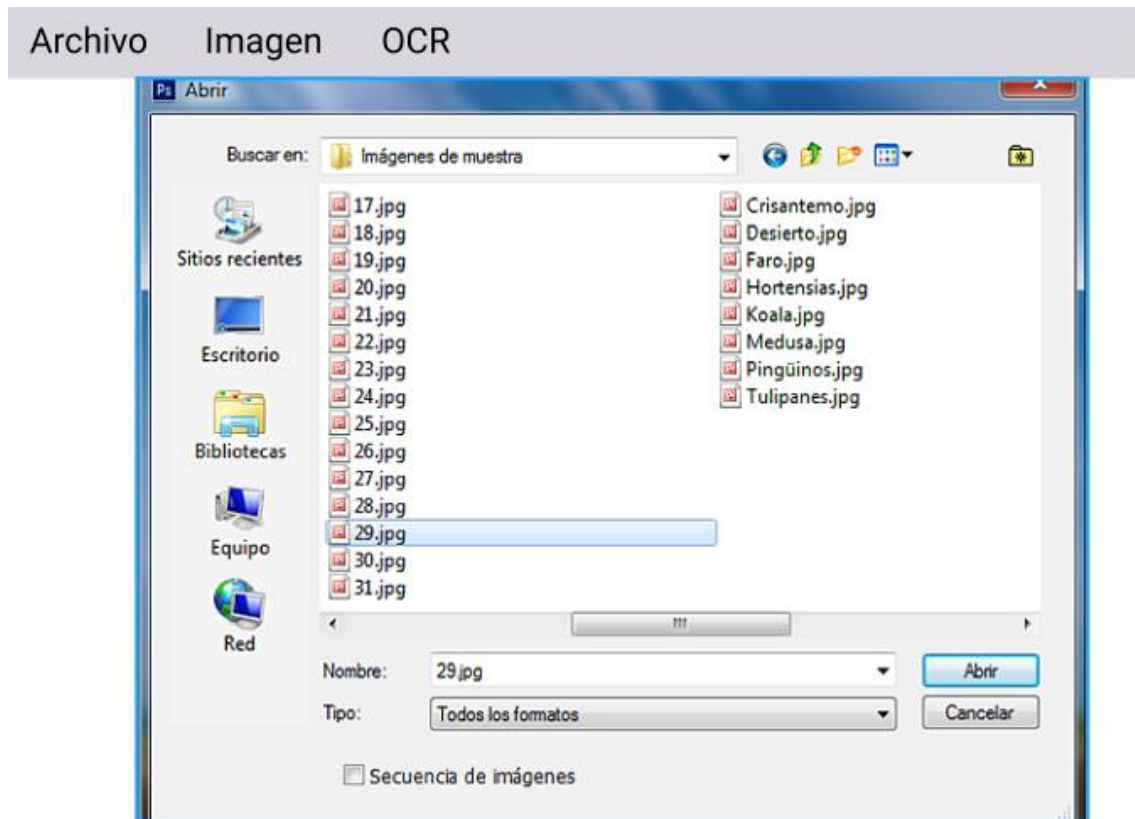 Archivo Imagen OCR
Ps Abrir
Buscar en: Imágenes de muestra
Sitios recientes
Escritorio
Bibliotecas
Equipo
Red
17.jpg
18.jpg
19.jpg
20.jpg
21.jpg
22.jpg
23.jpg
24.jpg
25.jpg
26.jpg
27.jpg
28.jpg
29.jpg
30.jpg
31.jpg
Crisantemo.jpg
Desierto.jpg
Faro.jpg
Hortensias.jpg
Koala.jpg
Medusa.jpg
Pingüinos.jpg
Tulipanes.jpg
Nombre: 29.jpg Abrir
Tipo: Todos los formatos Cancelar
Secuencia de imágenes